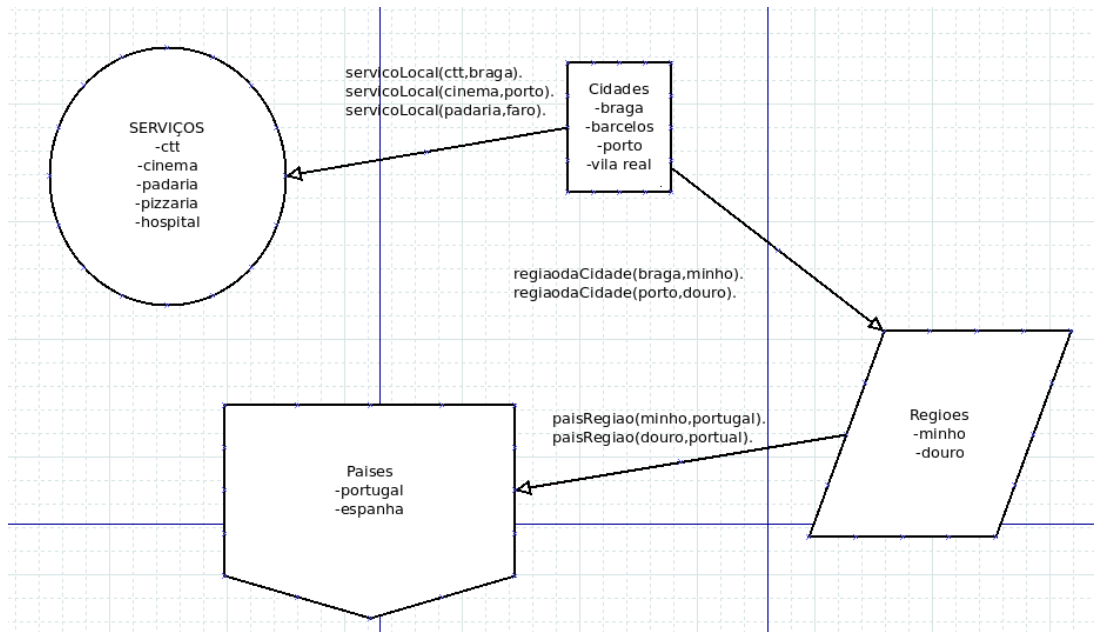 servicoLocal(ctt,braga).
servicoLocal(cinema,porto).
servicoLocal(padaria,faro).
SERVIÇOS
-ctt
-cinema
-padaria
-pizzaria
-hospital
Cidades
-braga
-barcelos
-porto
-vila real
regiaodaCidade(braga,minho).
regiaodaCidade(porto,douro).
paisRegiao(minho,portugal).
paisRegiao(douro,portual).
Regioes
-minho
-douro
Paises
-portugal
-espanha